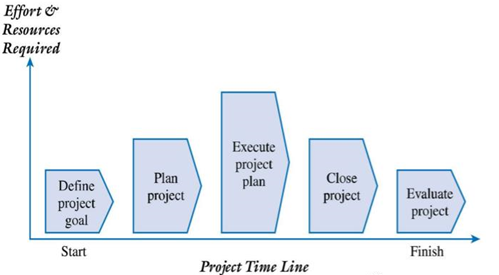 Effort &
Resources
Required
Define
project
goal
Plan
project
Execute
project
plan
Close
project
Evaluate
project
Start
Finish
Project Time Line